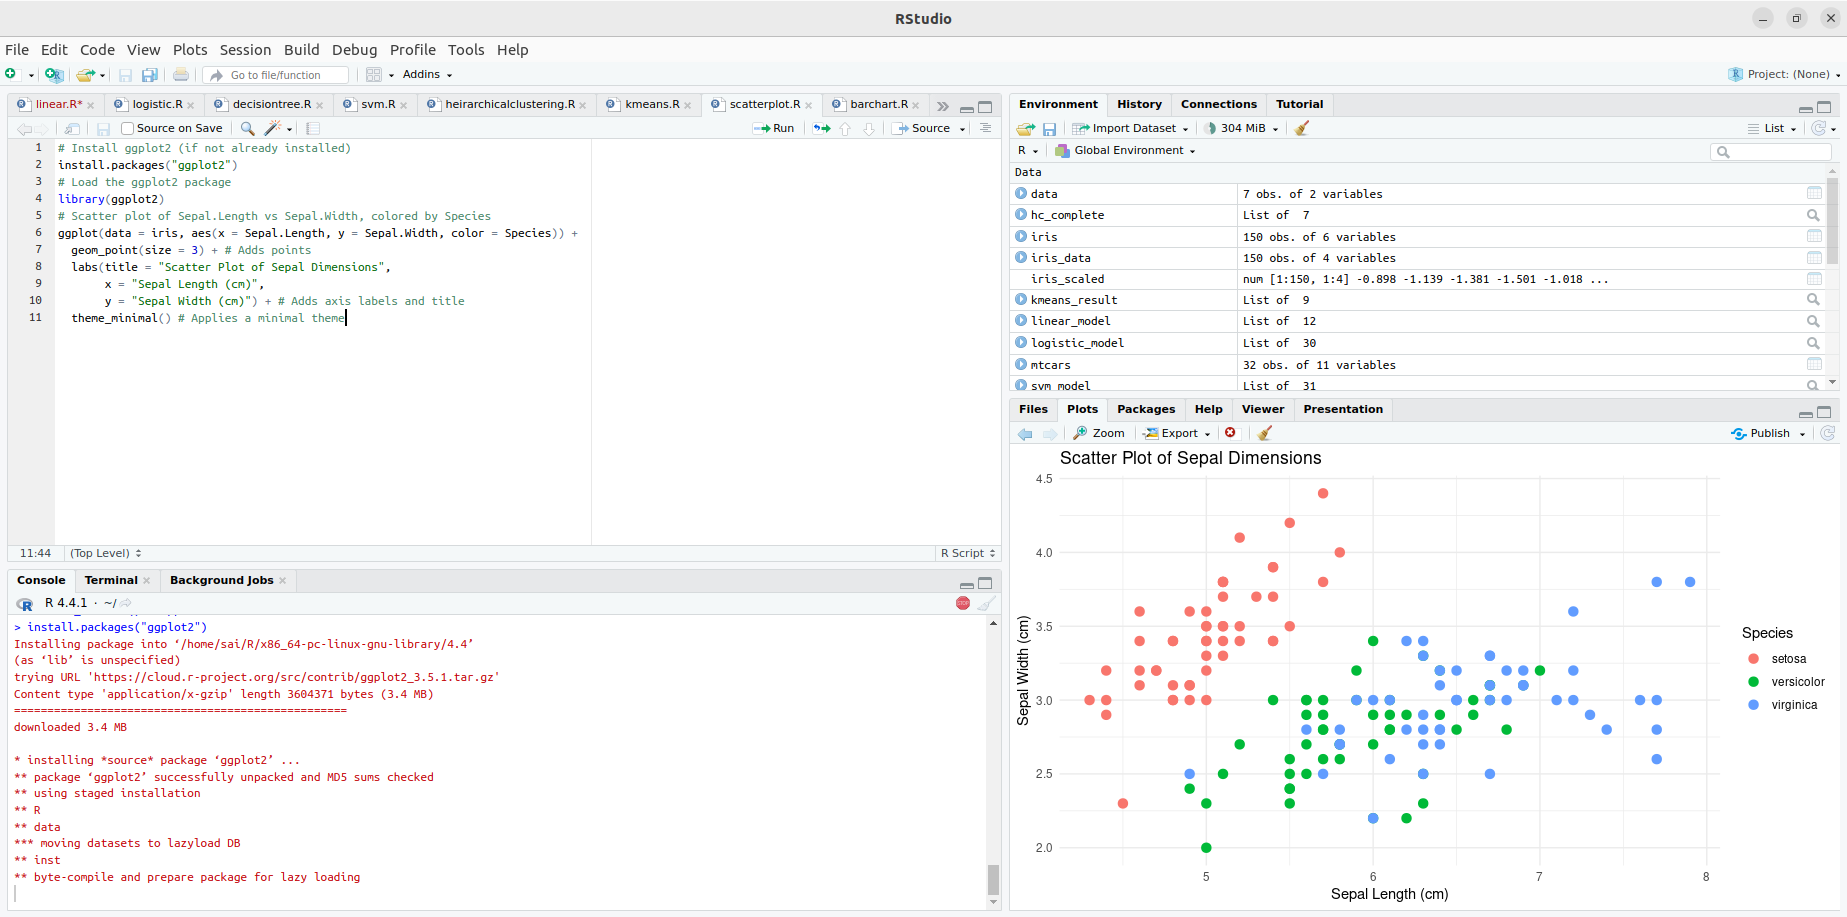 RStudio
File Edit Code View Plots Session Build Debug Profile Tools Help
Go to file/function Addins Project: (None)
linear.R* logistic.R decisiontree.R svm.R heirarchicalclustering.R kmeans.R scatterplot.R barchart.R
Source on Save Run Source
1 # Install ggplot2 (if not already installed)
2 install.packages("ggplot2")
3 # Load the ggplot2 package
4 library(ggplot2)
5 # Scatter plot of Sepal.Length vs Sepal.Width, colored by Species
6 ggplot(data = iris, aes(x = Sepal.Length, y = Sepal.Width, color = Species)) +
7 geom_point(size = 3) + # Adds points
8 labs(title = "Scatter Plot of Sepal Dimensions",
9 x = "Sepal Length (cm)",
10 y = "Sepal Width (cm)") + # Adds axis labels and title
11 theme_minimal() # Applies a minimal theme
11:44 (Top Level) R Script
Console Terminal Background Jobs
R 4.4.1 · ~/
> install.packages("ggplot2")
Installing package into ‘/home/sai/R/x86_64-pc-linux-gnu-library/4.4’
(as ‘lib’ is unspecified)
trying URL 'https://cloud.r-project.org/src/contrib/ggplot2_3.5.1.tar.gz'
Content type 'application/x-gzip' length 3604371 bytes (3.4 MB)
==================================================
downloaded 3.4 MB
* installing *source* package ‘ggplot2’ ...
** package ‘ggplot2’ successfully unpacked and MD5 sums checked
** using staged installation
** R
** data
*** moving datasets to lazyload DB
** inst
** byte-compile and prepare package for lazy loading
Environment History Connections Tutorial
Import Dataset 304 MiB List
R Global Environment
Data
data 7 obs. of 2 variables
hc_complete List of 7
iris 150 obs. of 6 variables
iris_data 150 obs. of 4 variables
iris_scaled num [1:150, 1:4] -0.898 -1.139 -1.381 -1.501 -1.018 ...
kmeans_result List of 9
linear_model List of 12
logistic_model List of 30
mtcars 32 obs. of 11 variables
svm_model List of 31
Files Plots Packages Help Viewer Presentation
Zoom Export Publish
Scatter Plot of Sepal Dimensions
4.5
4.0
3.5
3.0
2.5
2.0
Sepal Width (cm)
5 6 7 8
Sepal Length (cm)
Species
setosa
versicolor
virginica